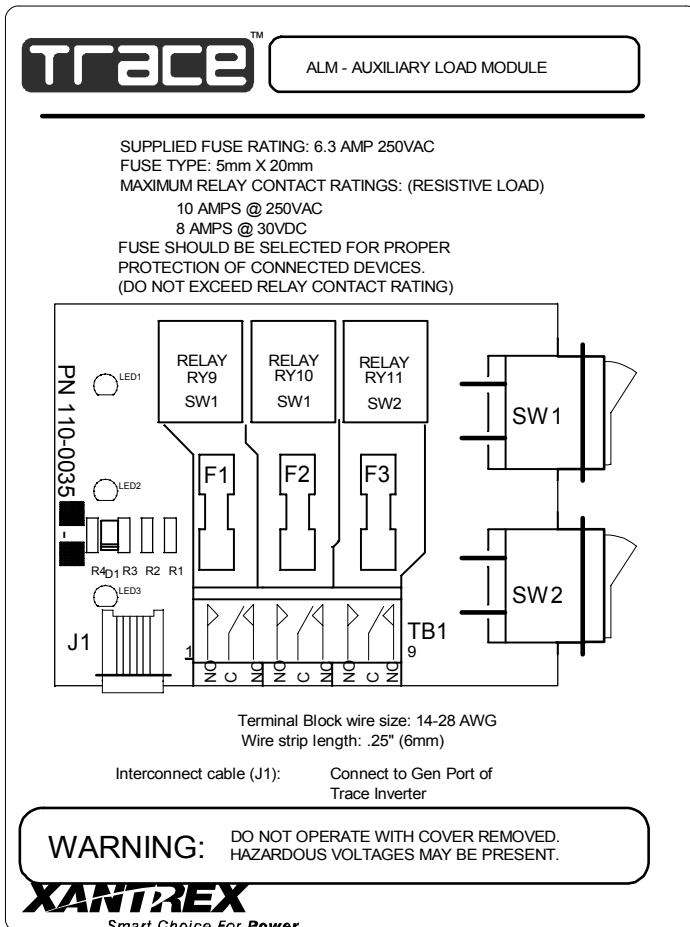 Trace™
ALM - AUXILIARY LOAD MODULE
SUPPLIED FUSE RATING: 6.3 AMP 250VAC
FUSE TYPE: 5mm X 20mm
MAXIMUM RELAY CONTACT RATINGS: (RESISTIVE LOAD)
10 AMPS @ 250VAC
8 AMPS @ 30VDC
FUSE SHOULD BE SELECTED FOR PROPER
PROTECTION OF CONNECTED DEVICES.
(DO NOT EXCEED RELAY CONTACT RATING)
PN 110-0035
-
LED1
LED2
R4 D1 R3 R2 R1
LED3
J1
RELAY
RY9
SW1
RELAY
RY10
SW1
RELAY
RY11
SW2
F1
F2
F3
SW1
SW2
TB1
1
9
NO C NO NO C NO NO C NO
Terminal Block wire size: 14-28 AWG
Wire strip length: .25" (6mm)
Interconnect cable (J1): Connect to Gen Port of
Trace Inverter
WARNING: DO NOT OPERATE WITH COVER REMOVED.
HAZARDOUS VOLTAGES MAY BE PRESENT.
XANTREX
Smart Choice For Power